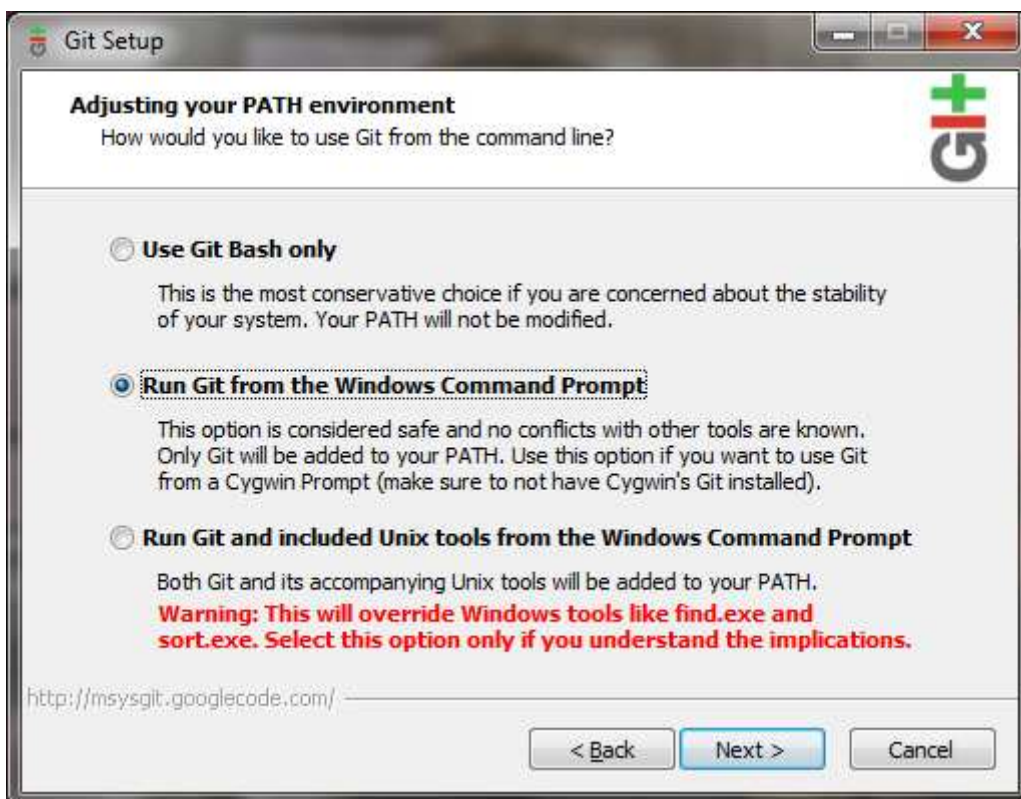 Git Setup
Adjusting your PATH environment
How would you like to use Git from the command line?
GIT
Use Git Bash only
This is the most conservative choice if you are concerned about the stability
of your system. Your PATH will not be modified.
Run Git from the Windows Command Prompt
This option is considered safe and no conflicts with other tools are known.
Only Git will be added to your PATH. Use this option if you want to use Git
from a Cygwin Prompt (make sure to not have Cygwin's Git installed).
Run Git and included Unix tools from the Windows Command Prompt
Both Git and its accompanying Unix tools will be added to your PATH.
Warning: This will override Windows tools like find.exe and
sort.exe. Select this option only if you understand the implications.
http://msysgit.googlecode.com/
< Back Next > Cancel